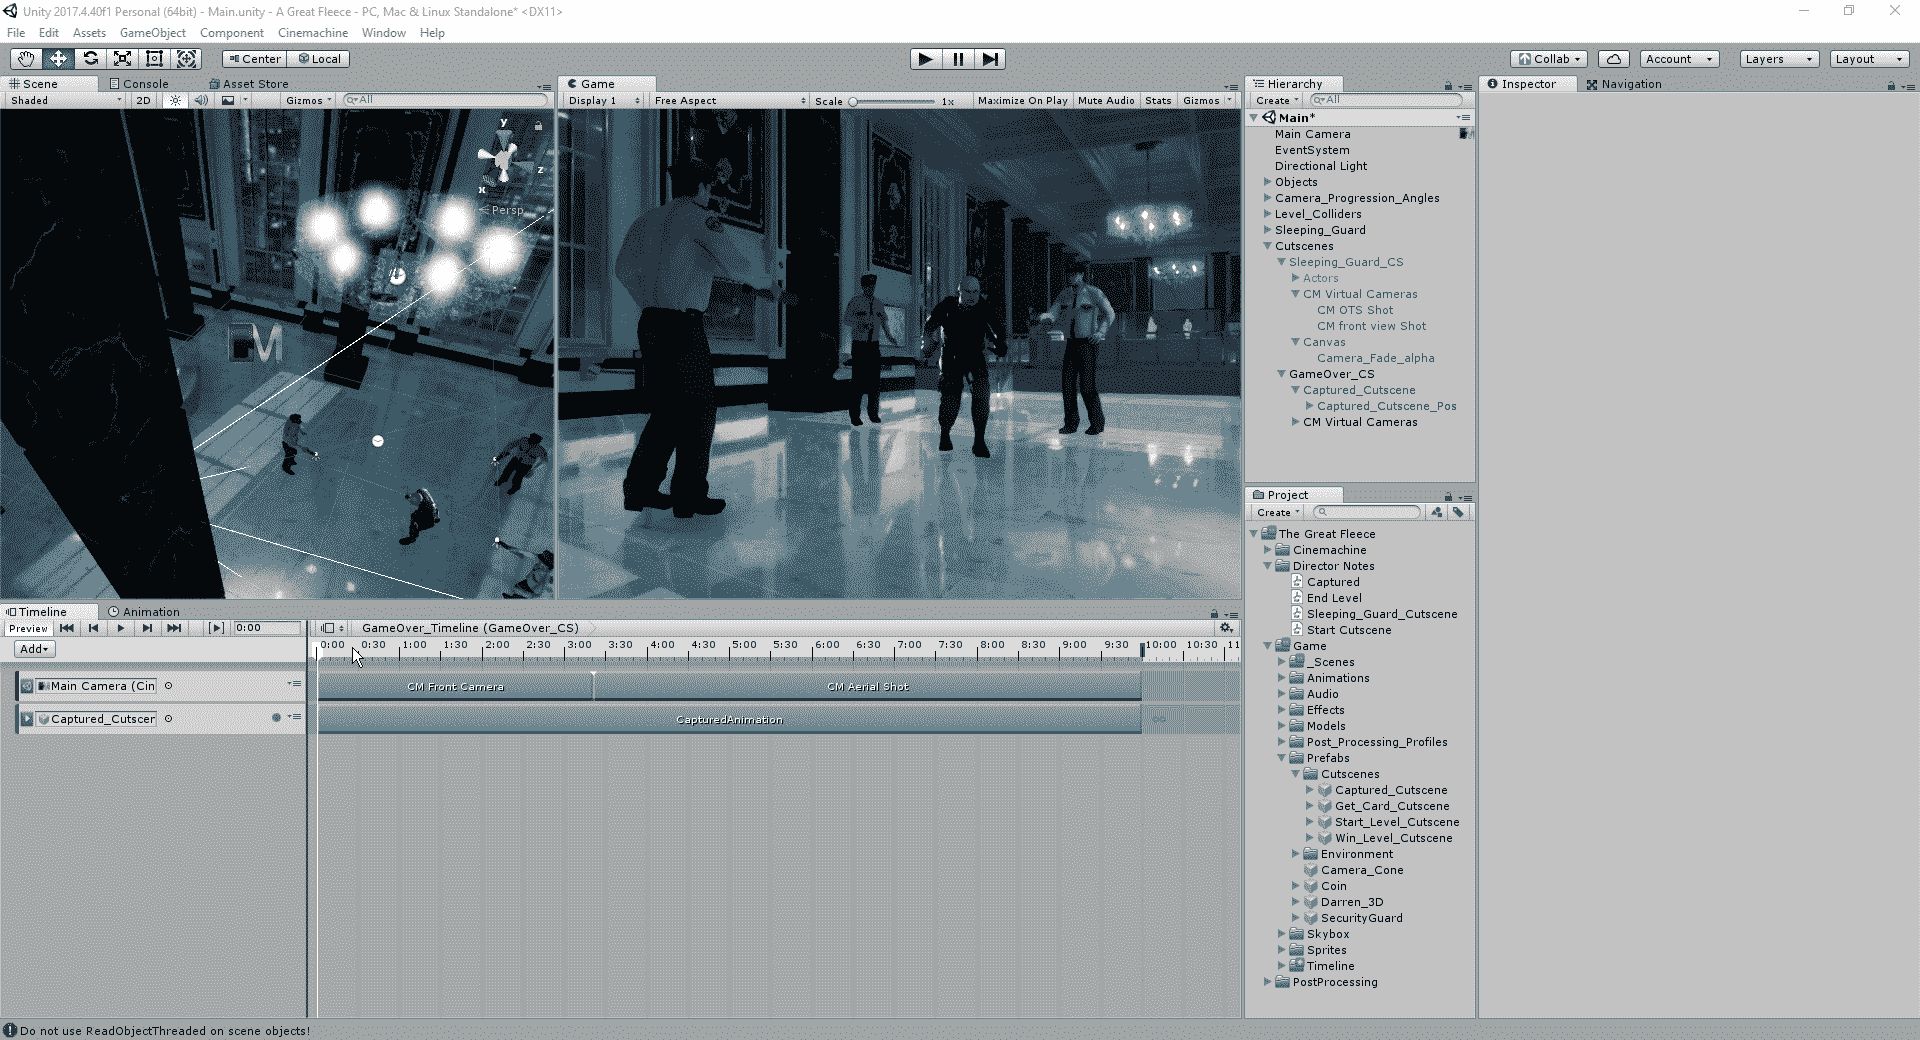 Unity 2017.4.40f1 Personal (64bit) - Main.unity - A Great Fleece - PC, Mac & Linux Standalone* <DX11>
File Edit Assets GameObject Component Cinemachine Window Help
Center Local Collab Account Layers Layout
Scene Console Asset Store
Shaded 2D Gizmos All
y
z
x
Persp
Game
Display 1 Free Aspect Scale 1x Maximize On Play Mute Audio Stats Gizmos
Hierarchy
Create All
Main*
Main Camera
EventSystem
Directional Light
Objects
Camera_Progression_Angles
Level_Colliders
Sleeping_Guard
Cutscenes
Sleeping_Guard_CS
Actors
CM Virtual Cameras
CM OTS Shot
CM front view Shot
Canvas
Camera_Fade_alpha
GameOver_CS
Captured_Cutscene
Captured_Cutscene_Pos
CM Virtual Cameras
Project
Create
The Great Fleece
Cinemachine
Director Notes
Captured
End Level
Sleeping_Guard_Cutscene
Start Cutscene
Game
_Scenes
Animations
Audio
Effects
Models
Post_Processing_Profiles
Prefabs
Cutscenes
Captured_Cutscene
Get_Card_Cutscene
Start_Level_Cutscene
Win_Level_Cutscene
Environment
Camera_Cone
Coin
Darren_3D
SecurityGuard
Skybox
Sprites
Timeline
PostProcessing
Inspector Navigation
Timeline Animation
Preview 0:00 GameOver_Timeline (GameOver_CS)
Add
0:00 0:30 1:00 1:30 2:00 2:30 3:00 3:30 4:00 4:30 5:00 5:30 6:00 6:30 7:00 7:30 8:00 8:30 9:00 9:30 10:00 10:30 11
Main Camera (Cin CM Front Camera CM Aerial Shot
Captured_Cutscer CapturedAnimation
Do not use ReadObjectThreaded on scene objects!